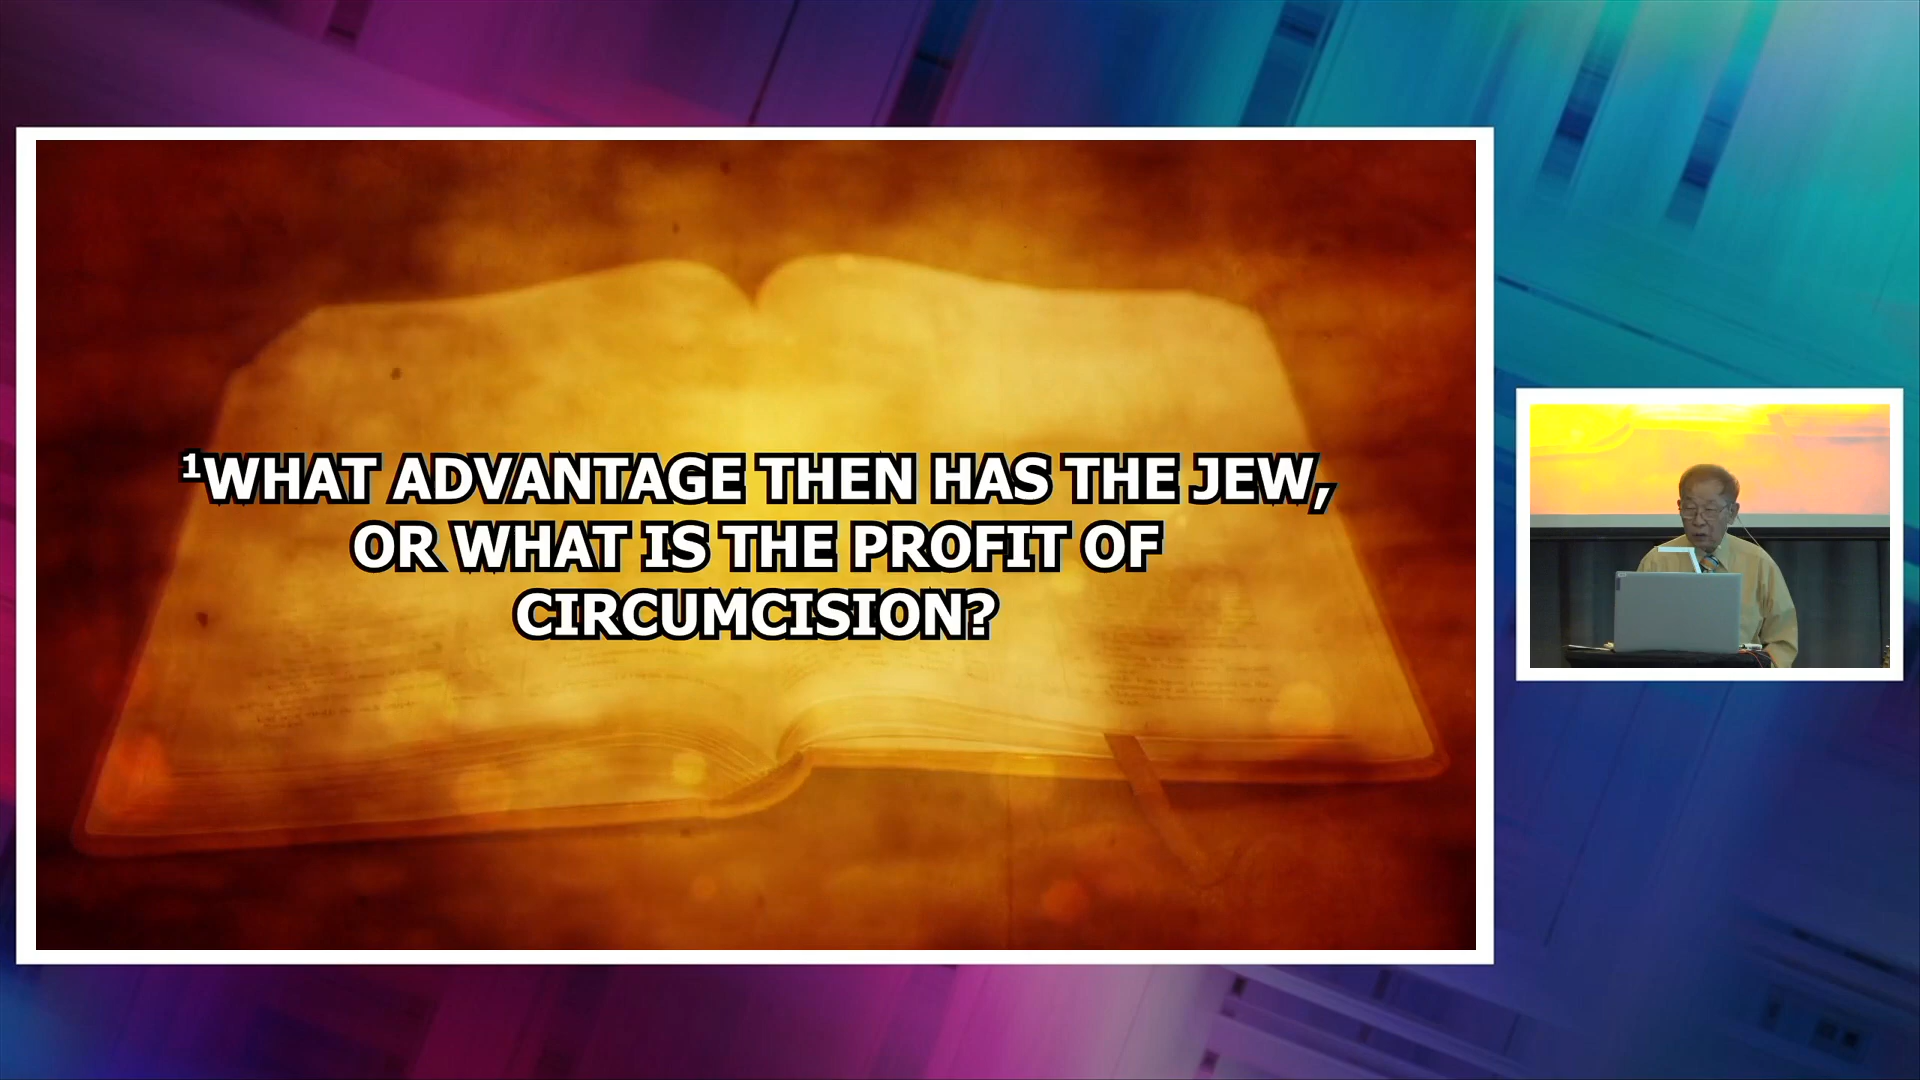 ¹WHAT ADVANTAGE THEN HAS THE JEW,
OR WHAT IS THE PROFIT OF
CIRCUMCISION?